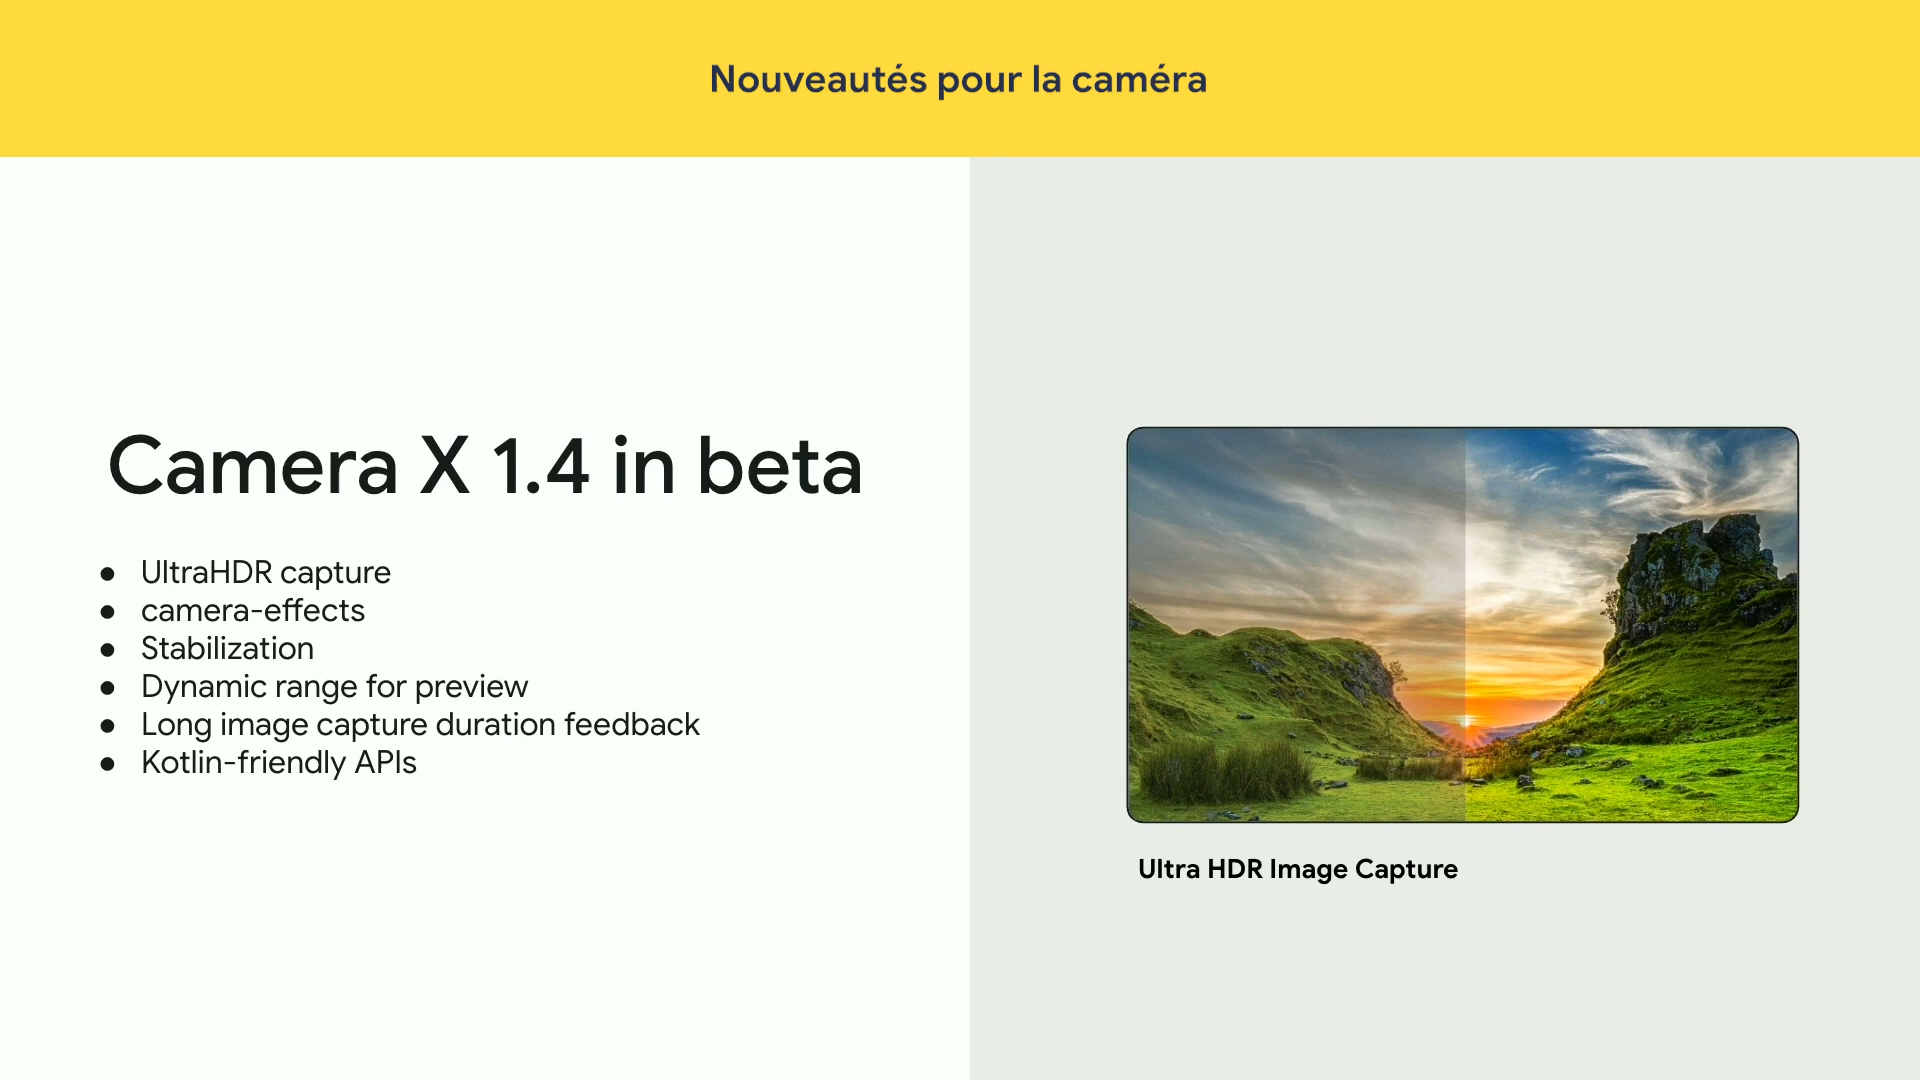 Nouveautés pour la caméra
Camera X 1.4 in beta
● UltraHDR capture
● camera-effects
● Stabilization
● Dynamic range for preview
● Long image capture duration feedback
● Kotlin-friendly APIs
Ultra HDR Image Capture